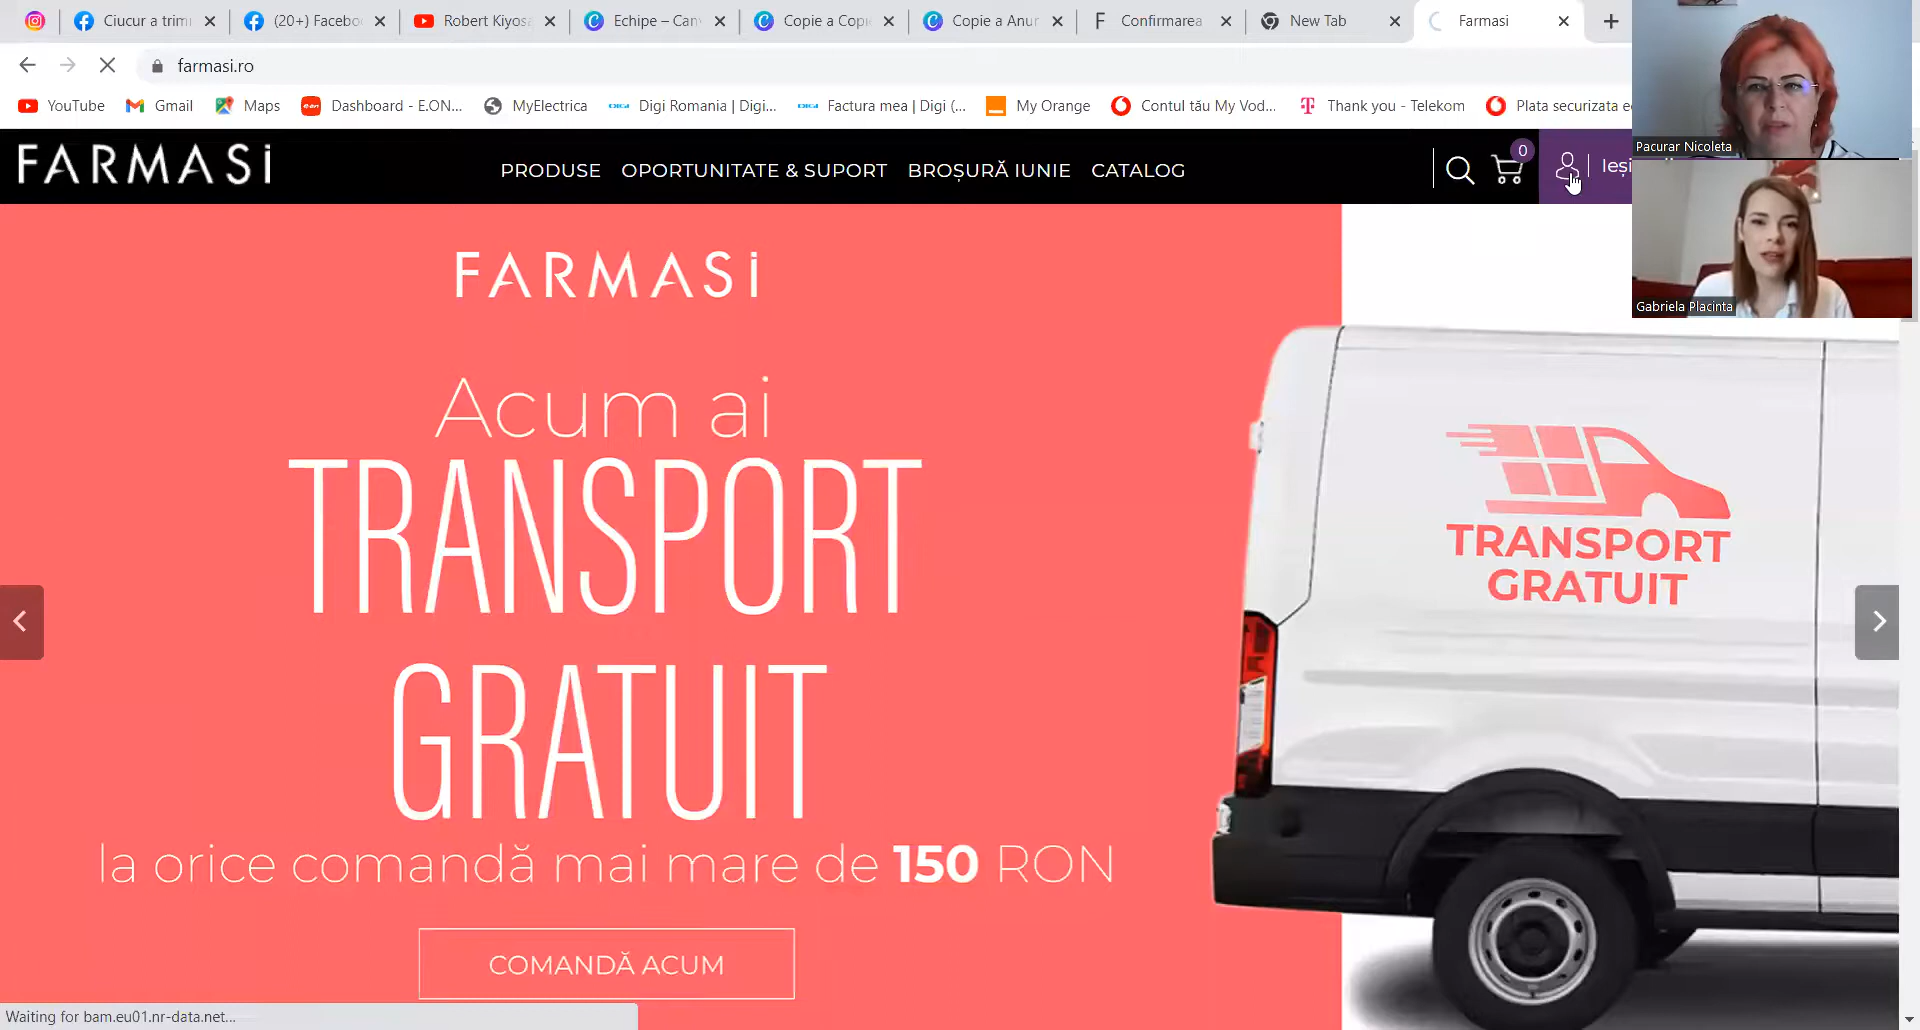 Ciucur a trim
(20+) Facebo
Robert Kiyos
Echipe – Can
Copie a Copi
Copie a Anu
Confirmarea
New Tab
Farmasi
farmasi.ro
YouTube
Gmail
Maps
Dashboard - E.ON...
MyElectrica
Digi Romania | Digi...
Factura mea | Digi (...
My Orange
Contul tău My Vod...
Thank you - Telekom
Plata securizata e
Pacurar Nicoleta
FARMASi
PRODUSE
OPORTUNITATE & SUPORT
BROȘURĂ IUNIE
CATALOG
0
Ieși
Gabriela Placinta
FARMASi
Acum ai
TRANSPORT
GRATUIT
la orice comandă mai mare de 150 RON
COMANDĂ ACUM
TRANSPORT
GRATUIT
Waiting for bam.eu01.nr-data.net...